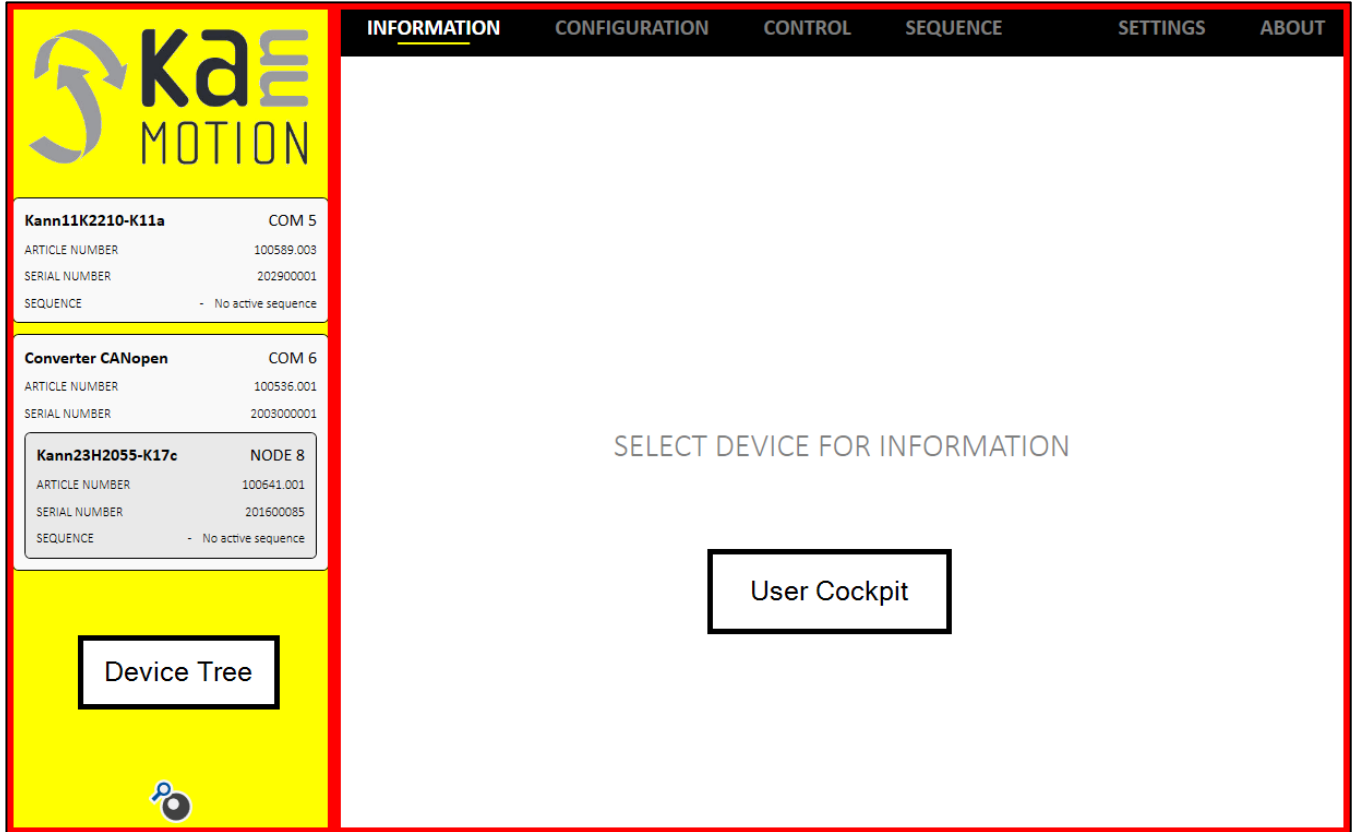 Kann
MOTION
INFORMATION CONFIGURATION CONTROL SEQUENCE SETTINGS ABOUT
Kann11K2210-K11a COM 5
ARTICLE NUMBER 100589.003
SERIAL NUMBER 202900001
SEQUENCE - No active sequence
Converter CANopen COM 6
ARTICLE NUMBER 100536.001
SERIAL NUMBER 2003000001
Kann23H2055-K17c NODE 8
ARTICLE NUMBER 100641.001
SERIAL NUMBER 201600085
SEQUENCE - No active sequence
Device Tree
SELECT DEVICE FOR INFORMATION
User Cockpit